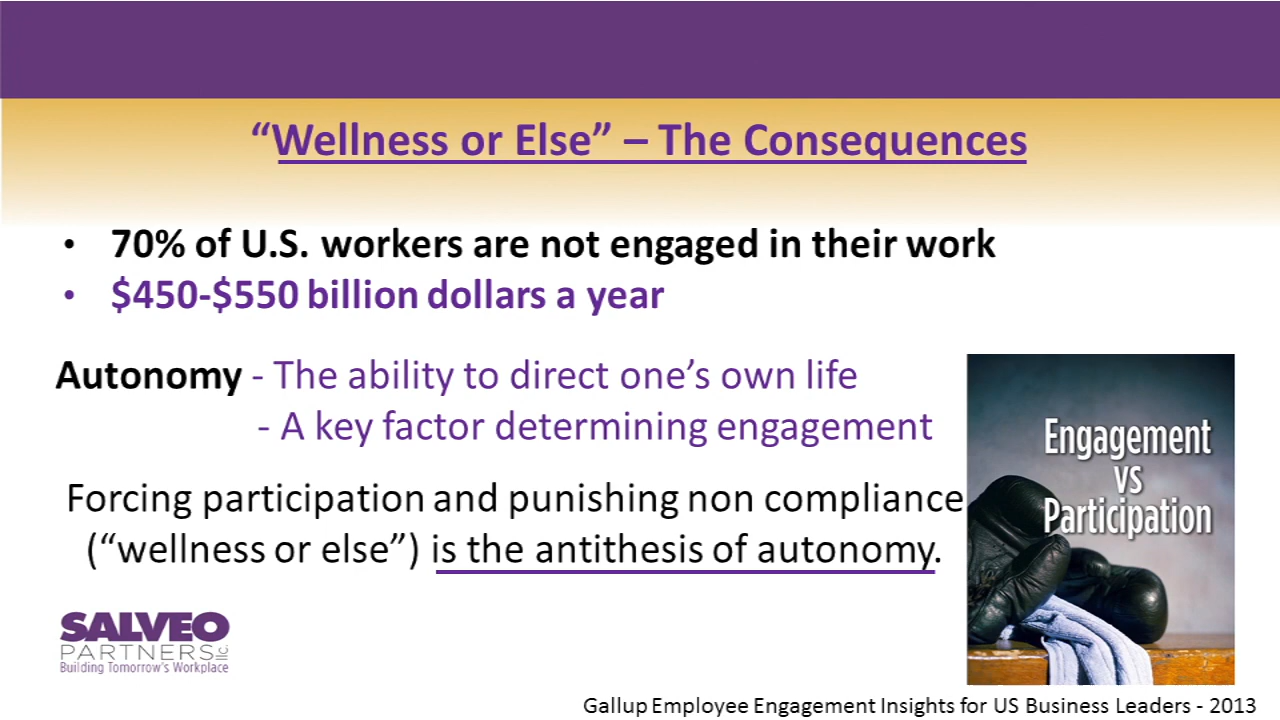 “Wellness or Else” – The Consequences
• 70% of U.S. workers are not engaged in their work
• $450-$550 billion dollars a year
Autonomy - The ability to direct one’s own life
- A key factor determining engagement
Forcing participation and punishing non compliance
(“wellness or else”) is the antithesis of autonomy.
Engagement
vs
Participation
SALVEO
PARTNERS LLC.
Building Tomorrow’s Workplace
Gallup Employee Engagement Insights for US Business Leaders - 2013